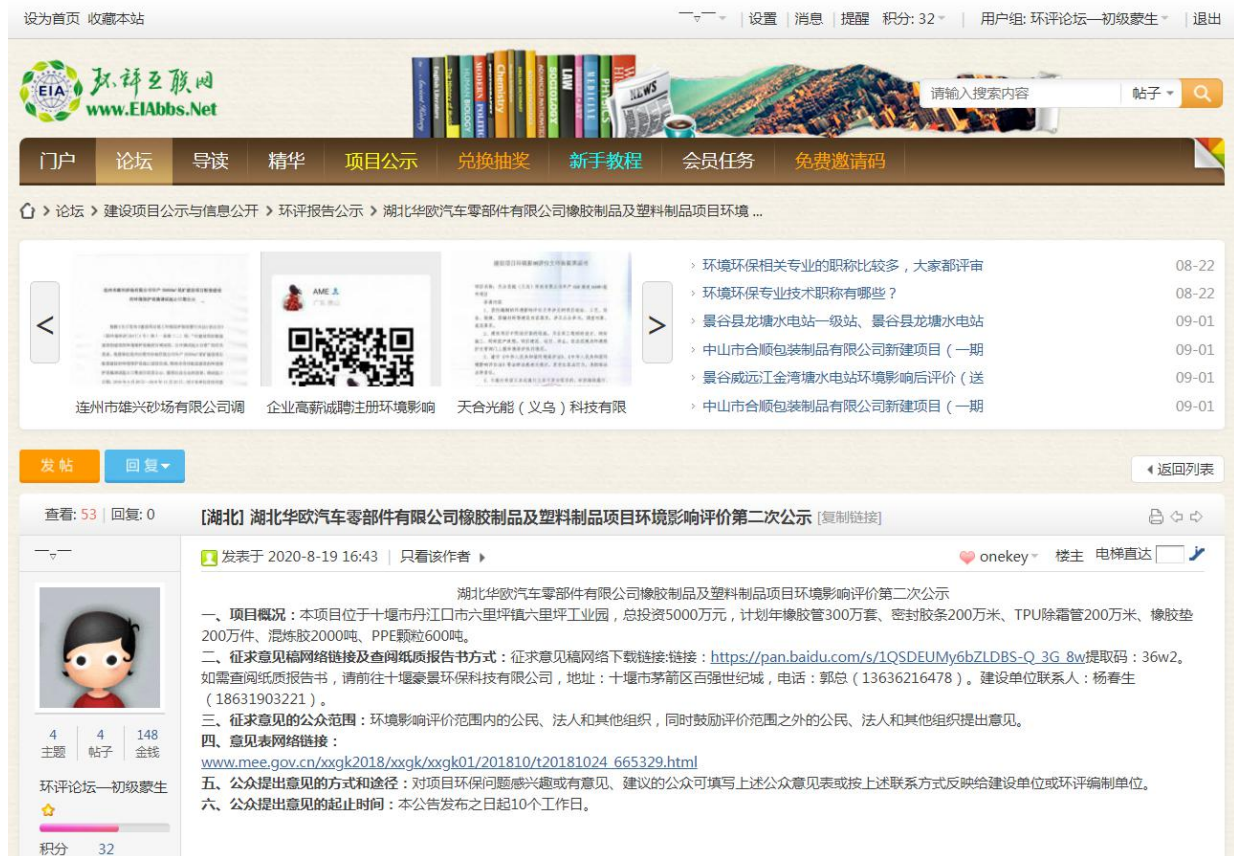 设为首页 收藏本站
设置 | 消息 | 提醒 积分: 32 | 用户组: 环评论坛—初级蒙生 | 退出
EIA 环评互联网
www.EIAbbs.Net
NEWS
请输入搜索内容 帖子
门户 论坛 导读 精华 项目公示 兑换抽奖 新手教程 会员任务 免费邀请码
论坛 > 建设项目公示与信息公开 > 环评报告公示 > 湖北华欧汽车零部件有限公司橡胶制品及塑料制品项目环境 ...
AME
连州市雄兴砂场有限公司调 企业高薪诚聘注册环境影响 天合光能(义乌)科技有限
环境环保相关专业的职称比较多,大家都评审 08-22
环境环保专业技术职称有哪些? 08-22
景谷县龙塘水电站一级站、景谷县龙塘水电站 09-01
中山市合顺包装制品有限公司新建项目(一期 09-01
景谷威远江金湾塘水电站环境影响后评价(送 09-01
中山市合顺包装制品有限公司新建项目(一期 09-01
发帖 回复 返回列表
查看: 53 | 回复: 0 [湖北] 湖北华欧汽车零部件有限公司橡胶制品及塑料制品项目环境影响评价第二次公示 [复制链接]
发表于 2020-8-19 16:43 | 只看该作者 onekey 楼主 电梯直达
湖北华欧汽车零部件有限公司橡胶制品及塑料制品项目环境影响评价第二次公示
一、项目概况:本项目位于十堰市丹江口市六里坪镇六里坪工业园,总投资5000万元,计划年橡胶管300万套、密封胶条200万米、TPU除霜管200万米、橡胶垫
200万件、混炼胶2000吨、PPE颗粒600吨。
二、征求意见稿网络链接及查阅纸质报告书方式:征求意见稿网络下载链接:链接:https://pan.baidu.com/s/1QSDEUMy6bZLDBS-Q_3G_8w提取码:36w2。
如需查阅纸质报告书,请前往十堰豪景环保科技有限公司,地址:十堰市茅箭区百强世纪城,电话:郭总(13636216478)。建设单位联系人:杨春生
(18631903221)。
三、征求意见的公众范围:环境影响评价范围内的公民、法人和其他组织,同时鼓励评价范围之外的公民、法人和其他组织提出意见。
四、意见表网络链接:
www.mee.gov.cn/xxgk2018/xxgk/xxgk01/201810/t20181024_665329.html
五、公众提出意见的方式和途径:对项目环保问题感兴趣或有意见、建议的公众可填写上述公众意见表或按上述联系方式反映给建设单位或环评编制单位。
六、公众提出意见的起止时间:本公告发布之日起10个工作日。
4 4 148
主题 帖子 金钱
环评论坛—初级蒙生
积分 32